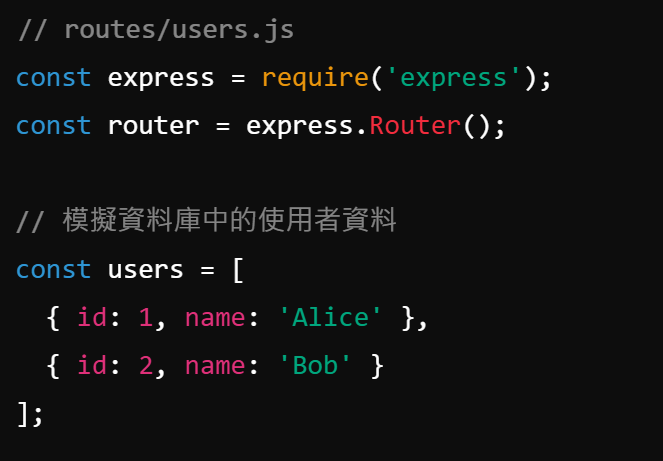 // routes/users.js
const express = require('express');
const router = express.Router();
// 模擬資料庫中的使用者資料
const users = [
{ id: 1, name: 'Alice' },
{ id: 2, name: 'Bob' }
];